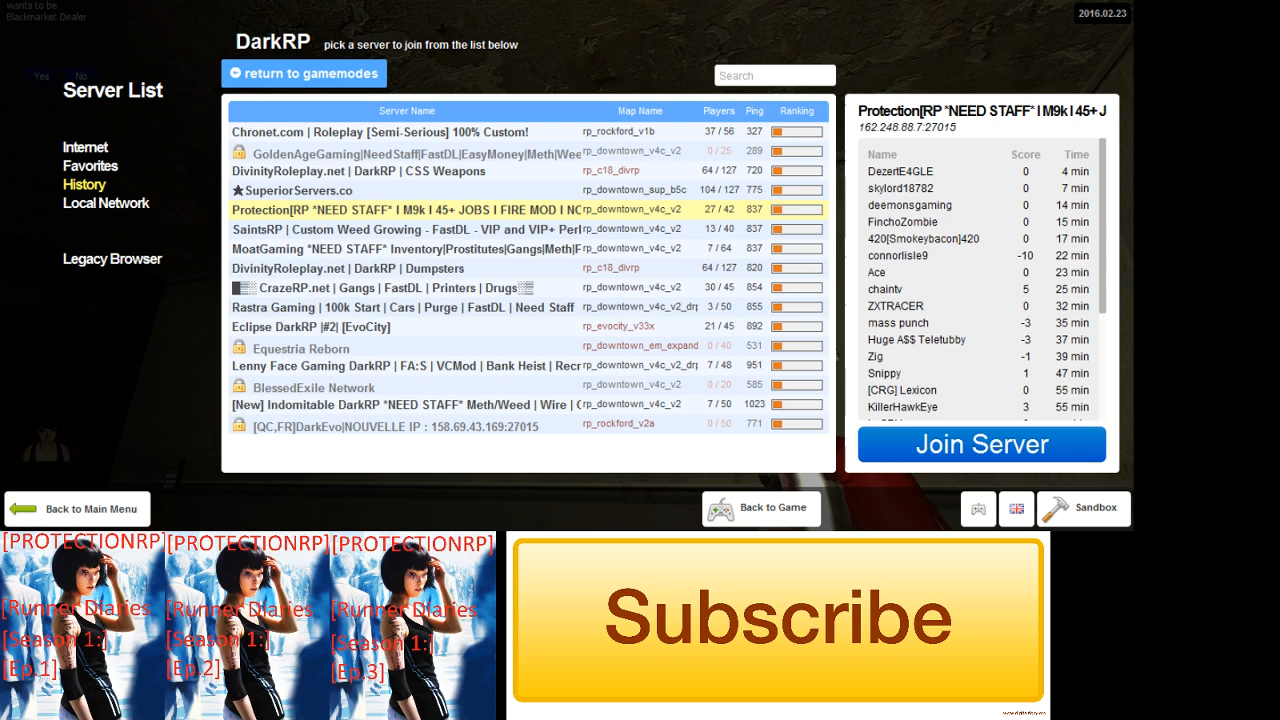 wants to be
Blackmarket Dealer
2016.02.23
DarkRP pick a server to join from the list below
Yes No
return to gamemodes
Search
Server List
Internet
Favorites
History
Local Network
Legacy Browser
Server Name Map Name Players Ping Ranking
Chronet.com | Roleplay [Semi-Serious] 100% Custom! rp_rockford_v1b 37 / 56 327
GoldenAgeGaming|NeedStaff|FastDL|EasyMoney|Meth|Wee rp_downtown_v4c_v2 0 / 25 289
DivinityRoleplay.net | DarkRP | CSS Weapons rp_c18_divrp 64 / 127 720
★SuperiorServers.co rp_downtown_sup_b5c 104 / 127 775
Protection[RP *NEED STAFF* I M9k I 45+ JOBS I FIRE MOD I NO rp_downtown_v4c_v2 27 / 42 837
SaintsRP | Custom Weed Growing - FastDL - VIP and VIP+ Perl rp_downtown_v4c_v2 13 / 40 837
MoatGaming *NEED STAFF* Inventory|Prostitutes|Gangs|Meth|F rp_downtown_v4c_v2 7 / 64 837
DivinityRoleplay.net | DarkRP | Dumpsters rp_c18_divrp 64 / 127 820
█▓▒░ CrazeRP.net | Gangs | FastDL | Printers | Drugs░▒ rp_downtown_v4c_v2 30 / 45 854
Rastra Gaming | 100k Start | Cars | Purge | FastDL | Need Staff rp_downtown_v4c_v2_drp 3 / 50 855
Eclipse DarkRP |#2| [EvoCity] rp_evocity_v33x 21 / 45 892
Equestria Reborn rp_downtown_em_expand 0 / 40 531
Lenny Face Gaming DarkRP | FA:S | VCMod | Bank Heist | Recr rp_downtown_v4c_v2_drp 7 / 48 951
BlessedExile Network rp_downtown_v4c_v2 0 / 20 585
[New] Indomitable DarkRP *NEED STAFF* Meth/Weed | Wire | C rp_downtown_v4c_v2 7 / 50 1023
[QC,FR]DarkEvo|NOUVELLE IP : 158.69.43.169:27015 rp_rockford_v2a 0 / 50 771
Protection[RP *NEED STAFF* I M9k I 45+ J
162.248.88.7:27015
Name Score Time
DezertE4GLE 0 4 min
skylord18782 0 7 min
deemonsgaming 0 14 min
FinchoZombie 0 15 min
420[Smokeybacon]420 0 17 min
connorlisle9 -10 22 min
Ace 0 23 min
chaintv 5 25 min
ZXTRACER 0 32 min
mass punch -3 35 min
Huge A$$ Teletubby -3 37 min
Zig -1 39 min
Snippy 1 47 min
[CRG] Lexicon 0 55 min
KillerHawkEye 3 55 min
Join Server
Back to Main Menu
Back to Game
Sandbox
[PROTECTIONRP]
[Runner Diaries
[Season 1:]
[Ep.1]
[PROTECTIONRP]
[Runner Diaries
[Season 1:]
[Ep.2]
[PROTECTIONRP]
[Runner Diaries
[Season 1:]
[Ep.3]
Subscribe